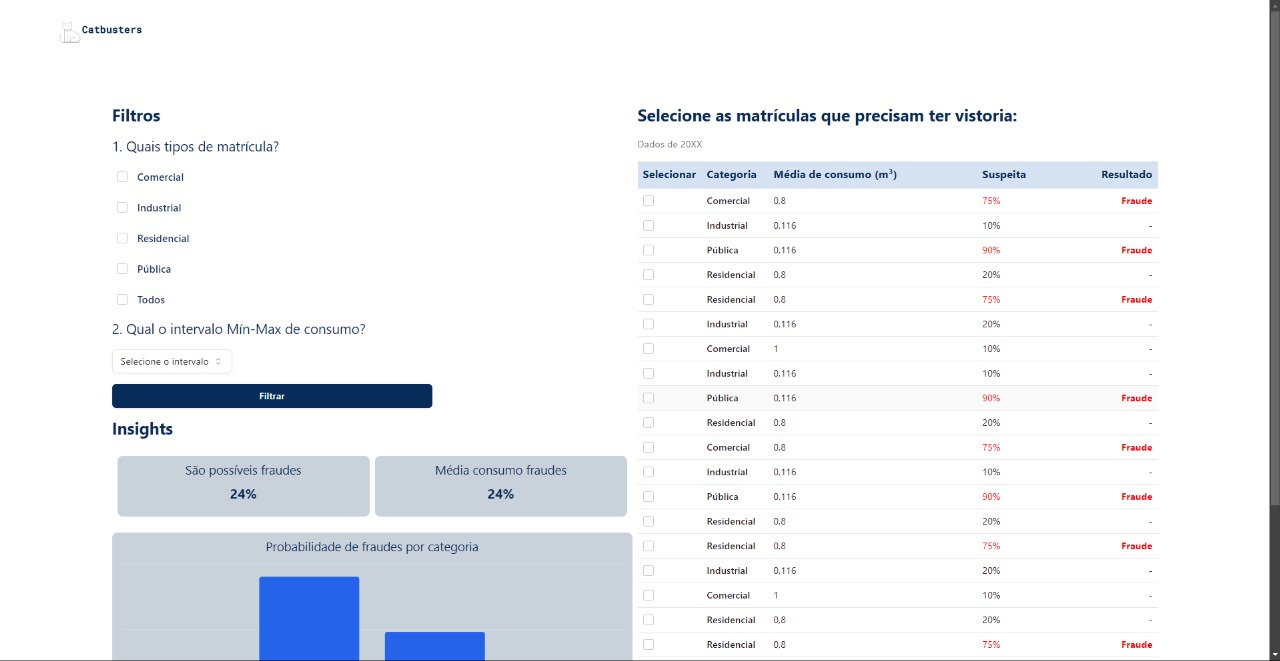 Catbusters
Filtros
1. Quais tipos de matrícula?
Comercial
Industrial
Residencial
Pública
Todos
2. Qual o intervalo Mín-Max de consumo?
Selecione o intervalo
Filtrar
Insights
São possíveis fraudes
24%
Média consumo fraudes
24%
Probabilidade de fraudes por categoria
Selecione as matrículas que precisam ter vistoria:
Dados de 20XX
Selecionar Categoria Média de consumo (m³) Suspeita Resultado
Comercial 0,8 75% Fraude
Industrial 0,116 10% -
Pública 0,116 90% Fraude
Residencial 0,8 20% -
Residencial 0,8 75% Fraude
Industrial 0,116 20% -
Comercial 1 10% -
Industrial 0,116 10% -
Pública 0,116 90% Fraude
Residencial 0,8 20% -
Comercial 0,8 75% Fraude
Industrial 0,116 10% -
Pública 0,116 90% Fraude
Residencial 0,8 20% -
Residencial 0,8 75% Fraude
Industrial 0,116 20% -
Comercial 1 10% -
Residencial 0,8 20% -
Residencial 0,8 75% Fraude